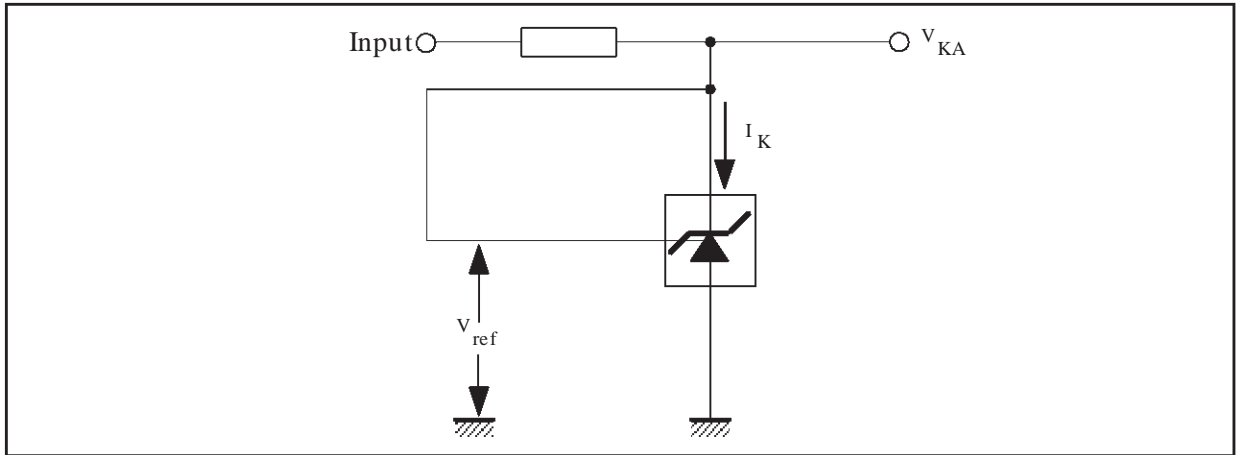 Input
V KA
I K
V ref